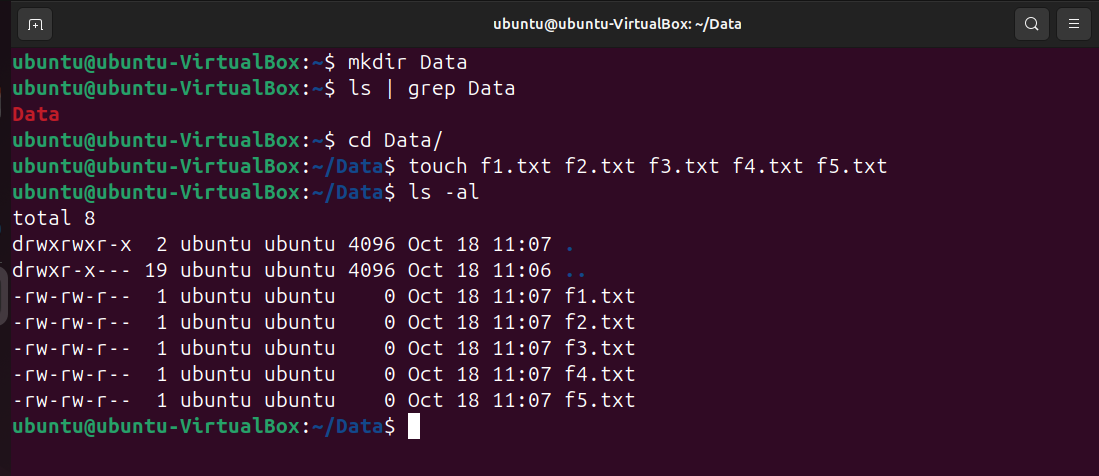 ubuntu@ubuntu-VirtualBox: ~/Data
ubuntu@ubuntu-VirtualBox:~$ mkdir Data
ubuntu@ubuntu-VirtualBox:~$ ls | grep Data
Data
ubuntu@ubuntu-VirtualBox:~$ cd Data/
ubuntu@ubuntu-VirtualBox:~/Data$ touch f1.txt f2.txt f3.txt f4.txt f5.txt
ubuntu@ubuntu-VirtualBox:~/Data$ ls -al
total 8
drwxrwxr-x  2 ubuntu ubuntu 4096 Oct 18 11:07 .
drwxr-x--- 19 ubuntu ubuntu 4096 Oct 18 11:06 ..
-rw-rw-r--  1 ubuntu ubuntu    0 Oct 18 11:07 f1.txt
-rw-rw-r--  1 ubuntu ubuntu    0 Oct 18 11:07 f2.txt
-rw-rw-r--  1 ubuntu ubuntu    0 Oct 18 11:07 f3.txt
-rw-rw-r--  1 ubuntu ubuntu    0 Oct 18 11:07 f4.txt
-rw-rw-r--  1 ubuntu ubuntu    0 Oct 18 11:07 f5.txt
ubuntu@ubuntu-VirtualBox:~/Data$